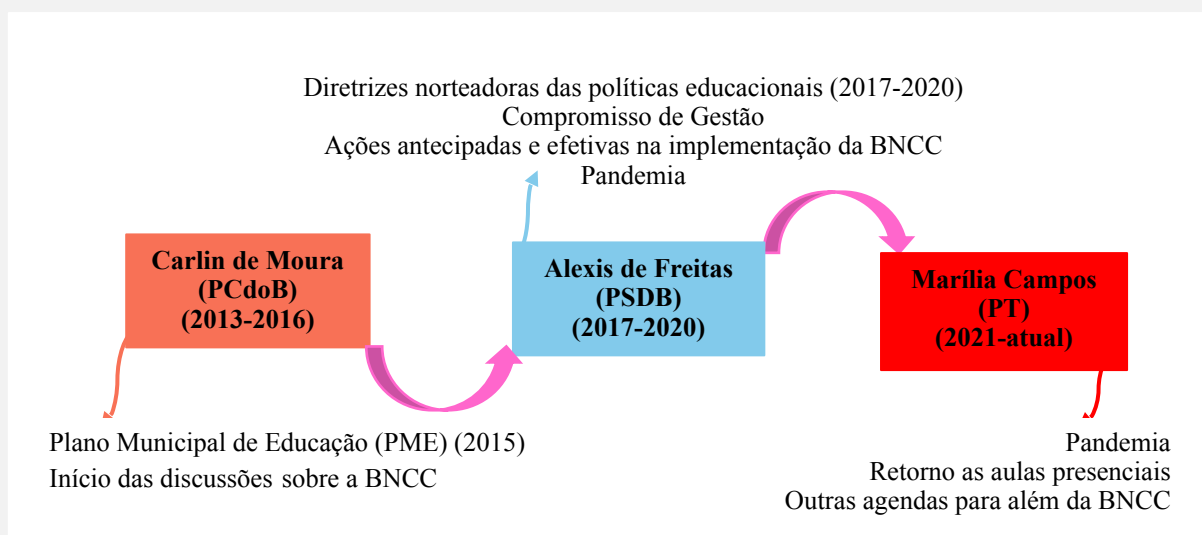 Diretrizes norteadoras das políticas educacionais (2017-2020)
Compromisso de Gestão
Ações antecipadas e efetivas na implementação da BNCC
Pandemia
Carlin de Moura
(PCdoB)
(2013-2016)
Alexis de Freitas
(PSDB)
(2017-2020)
Marília Campos
(PT)
(2021-atual)
Plano Municipal de Educação (PME) (2015)
Início das discussões sobre a BNCC
Pandemia
Retorno as aulas presenciais
Outras agendas para além da BNCC